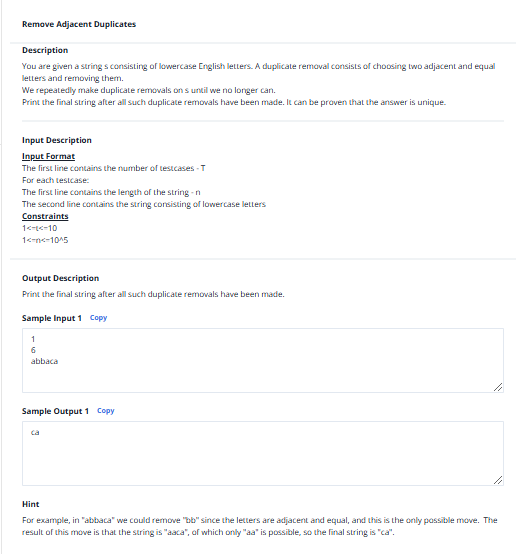 Remove Adjacent Duplicates
Description
You are given a string s consisting of lowercase English letters. A duplicate removal consists of choosing two adjacent and equal
letters and removing them.
We repeatedly make duplicate removals on s until we no longer can.
Print the final string after all such duplicate removals have been made. It can be proven that the answer is unique.
Input Description
Input Format
The first line contains the number of testcases - T
For each testcase:
The first line contains the length of the string - n
The second line contains the string consisting of lowercase letters
Constraints
1<=t<=10
1<=n<=10^5
Output Description
Print the final string after all such duplicate removals have been made.
Sample Input 1 Copy
1
6
abbaca
Sample Output 1 Copy
ca
Hint
For example, in "abbaca" we could remove "bb" since the letters are adjacent and equal, and this is the only possible move. The
result of this move is that the string is "aaca", of which only "aa" is possible, so the final string is "ca".